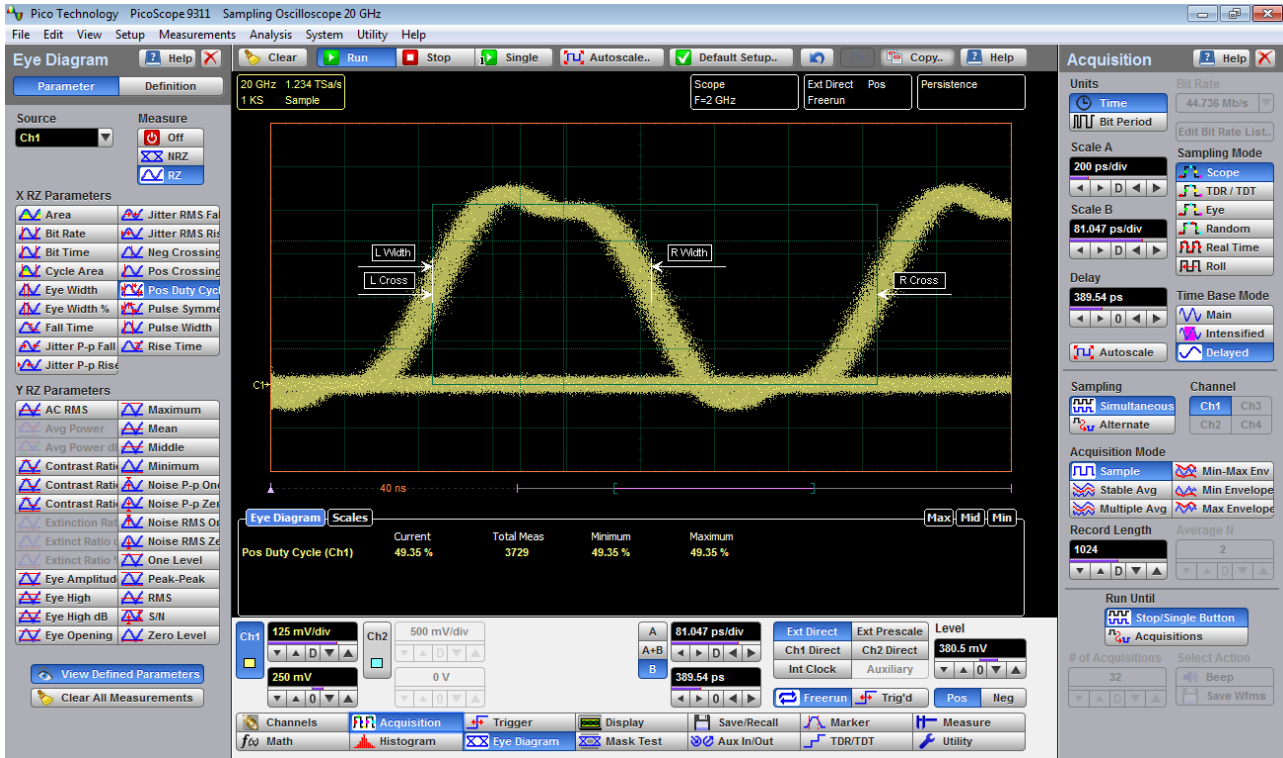 Pico Technology PicoScope 9311 Sampling Oscilloscope 20 GHz
File Edit View Setup Measurements Analysis System Utility Help
Eye Diagram Help
Parameter Definition
Source Measure
Ch1 Off
NRZ
RZ
X RZ Parameters
Area Jitter RMS Fal
Bit Rate Jitter RMS Ris
Bit Time Neg Crossing
Cycle Area Pos Crossing
Eye Width Pos Duty Cycl
Eye Width % Pulse Symme
Fall Time Pulse Width
Jitter P-p Fall Rise Time
Jitter P-p Rise
Y RZ Parameters
AC RMS Maximum
Avg Power Mean
Avg Power dB Middle
Contrast Rati Minimum
Contrast Rati Noise P-p One
Contrast Rati Noise P-p Zer
Extinction Rat Noise RMS On
Extinct Ratio Noise RMS Ze
Extinct Ratio One Level
Eye Amplitud Peak-Peak
Eye High RMS
Eye High dB S/N
Eye Opening Zero Level
View Defined Parameters
Clear All Measurements
Clear Run Stop Single Autoscale.. Default Setup.. Copy.. Help
20 GHz 1.234 TSa/s
1 KS Sample
Scope
F=2 GHz
Ext Direct Pos
Freerun
Persistence
L Width R Width
L Cross R Cross
C1
40 ns
Eye Diagram Scales Max Mid Min
Current Total Meas Minimum Maximum
Pos Duty Cycle (Ch1) 49.35 % 3729 49.35 % 49.35 %
Ch1 125 mV/div Ch2 500 mV/div
D D
250 mV 0 V
0 0
A 81.047 ps/div
A+B D
B 389.54 ps
0
Ext Direct Ext Prescale Level
Ch1 Direct Ch2 Direct 380.5 mV
Int Clock Auxiliary 0
Freerun Trig'd Pos Neg
Channels Acquisition Trigger Display Save/Recall Marker Measure
f(x) Math Histogram Eye Diagram Mask Test Aux In/Out TDR/TDT Utility
Acquisition Help
Units Bit Rate
Time 44.736 Mb/s
Bit Period Edit Bit Rate List..
Scale A Sampling Mode
200 ps/div Scope
D TDR / TDT
Scale B Eye
81.047 ps/div Random
D Real Time
Roll
Delay
389.54 ps Time Base Mode
0 Main
Intensified
Autoscale Delayed
Sampling Channel
Simultaneous Ch1 Ch3
Alternate Ch2 Ch4
Acquisition Mode
Sample Min-Max Env
Stable Avg Min Envelope
Multiple Avg Max Envelope
Record Length Average N
1024 2
D D
Run Until
Stop/Single Button
Acquisitions
# of Acquisitions Select Action
32 Beep
D Save Wfms